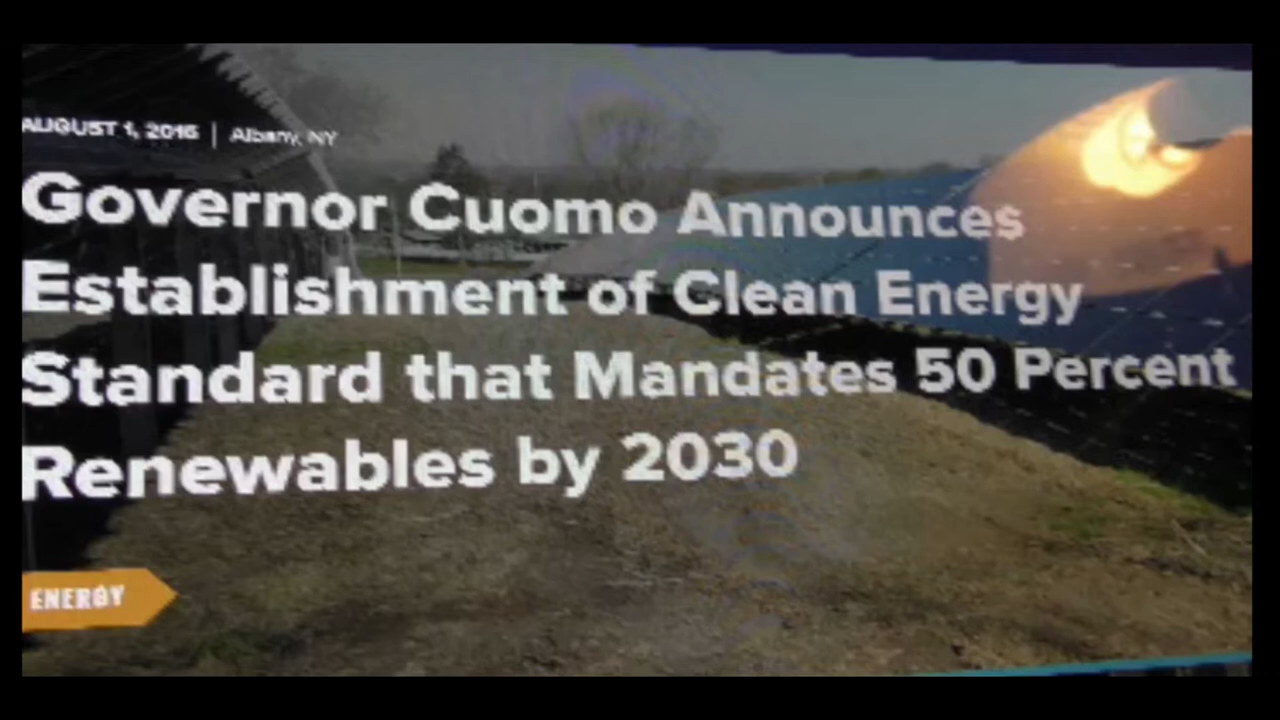 AUGUST 1, 2016 | Albany, NY
Governor Cuomo Announces
Establishment of Clean Energy
Standard that Mandates 50 Percent
Renewables by 2030
ENERGY